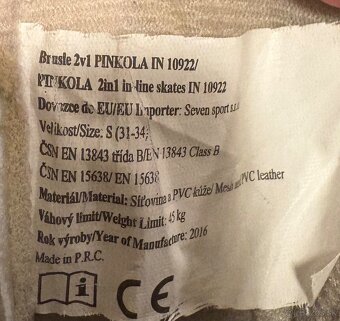 Brusle 2v1 PINKOLA IN 10922/
PINKOLA 2in1 in-line skates IN 10922
Dovozce do EU/EU Importer: Seven sport s.r.o.
Velikost/Size: S (31-34)
ČSN EN 13843 třída B/EN 13843 Class B
ČSN EN 15638/ EN 15638
Materiál/Material: Síťovina a PVC kůže/ Mesh and PVC leather
Váhový limit/Weight Limit: 45 kg
Rok výroby/Year of Manufacture: 2016
Made in P.R.C.
CE